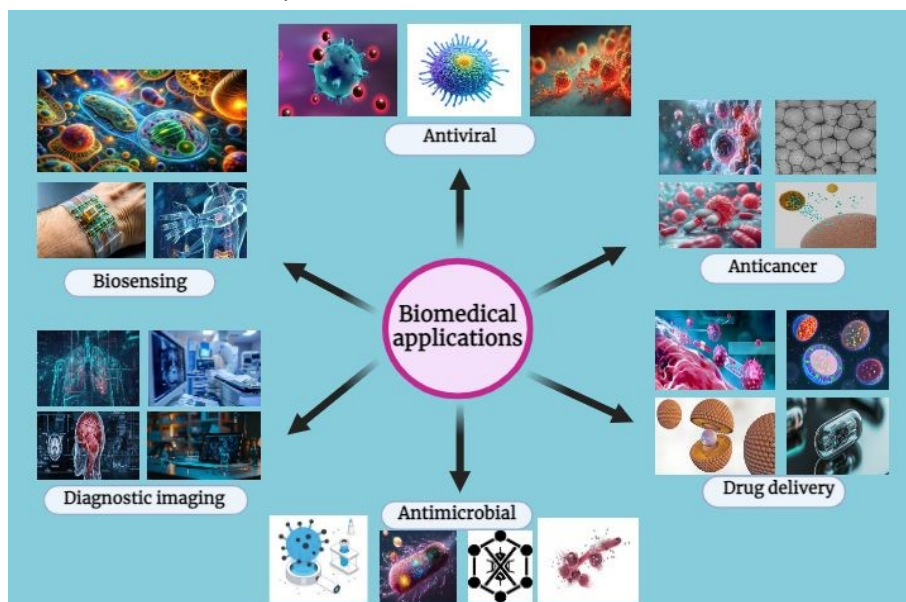 Antiviral
Biosensing
Anticancer
Biomedical
applications
Diagnostic imaging
Drug delivery
Antimicrobial